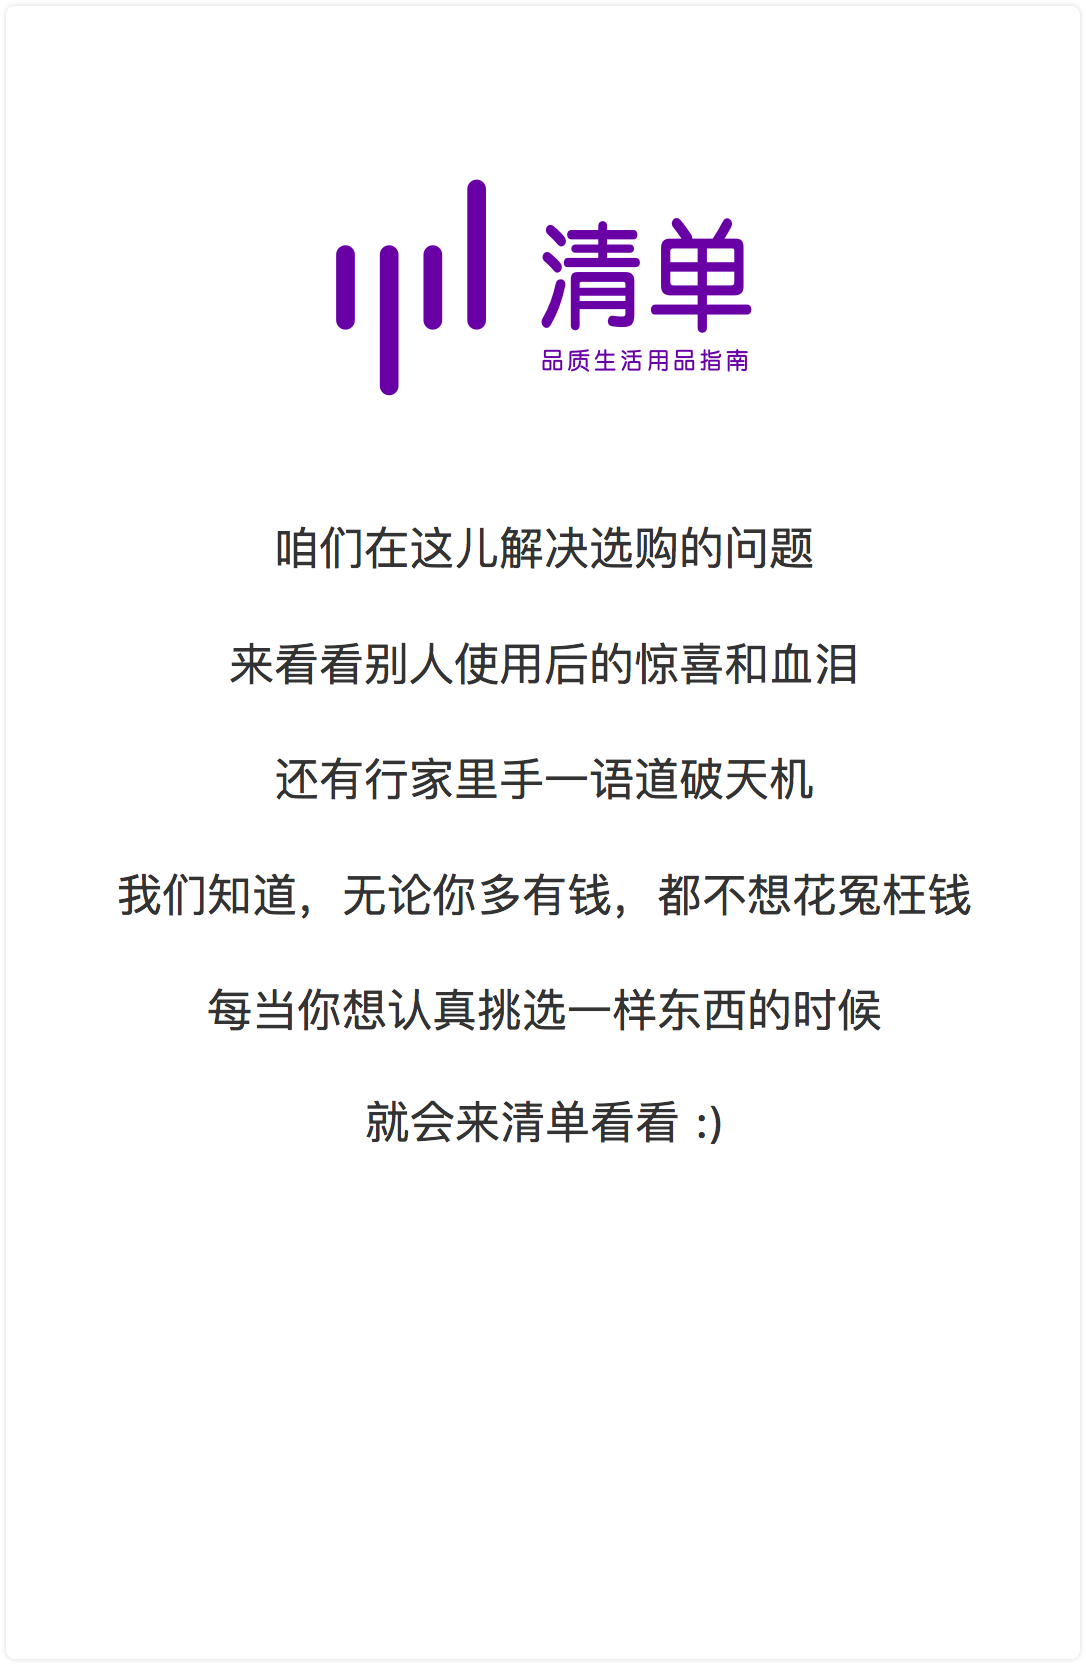 清单
品质生活用品指南
咱们在这儿解决选购的问题
来看看别人使用后的惊喜和血泪
还有行家里手一语道破天机
我们知道，无论你多有钱，都不想花冤枉钱
每当你想认真挑选一样东西的时候
就会来清单看看 :)